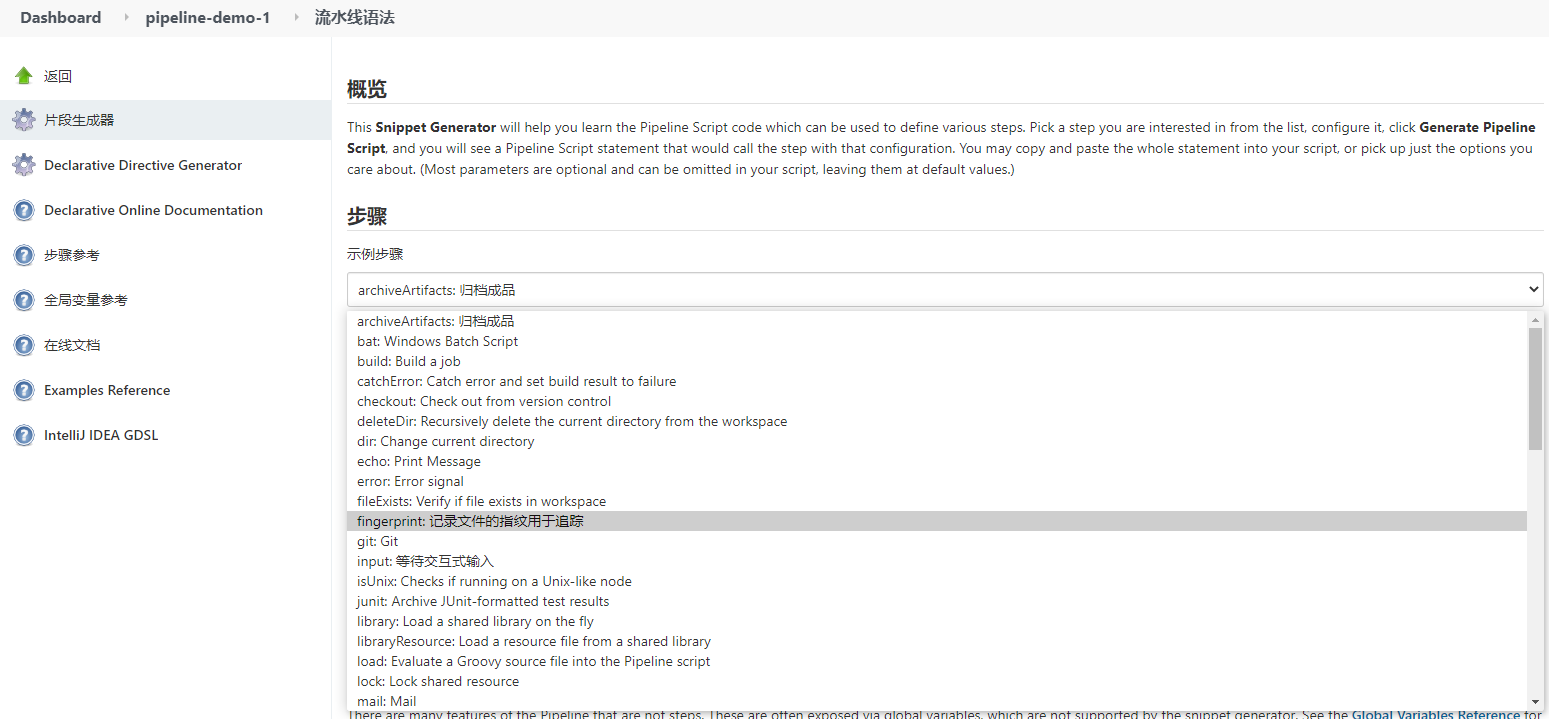 Dashboard
pipeline-demo-1
流水线语法
返回
片段生成器
Declarative Directive Generator
Declarative Online Documentation
步骤参考
全局变量参考
在线文档
Examples Reference
IntelliJ IDEA GDSL
概览
This Snippet Generator will help you learn the Pipeline Script code which can be used to define various steps. Pick a step you are interested in from the list, configure it, click Generate Pipeline
Script, and you will see a Pipeline Script statement that would call the step with that configuration. You may copy and paste the whole statement into your script, or pick up just the options you
care about. (Most parameters are optional and can be omitted in your script, leaving them at default values.)
步骤
示例步骤
archiveArtifacts: 归档成品
archiveArtifacts: 归档成品
bat: Windows Batch Script
build: Build a job
catchError: Catch error and set build result to failure
checkout: Check out from version control
deleteDir: Recursively delete the current directory from the workspace
dir: Change current directory
echo: Print Message
error: Error signal
fileExists: Verify if file exists in workspace
fingerprint: 记录文件的指纹用于追踪
git: Git
input: 等待交互式输入
isUnix: Checks if running on a Unix-like node
junit: Archive JUnit-formatted test results
library: Load a shared library on the fly
libraryResource: Load a resource file from a shared library
load: Evaluate a Groovy source file into the Pipeline script
lock: Lock shared resource
mail: Mail
There are many features of the Pipeline that are not steps. These are often exposed via global variables, which are not supported by the snippet generator. See the Global Variables Reference for